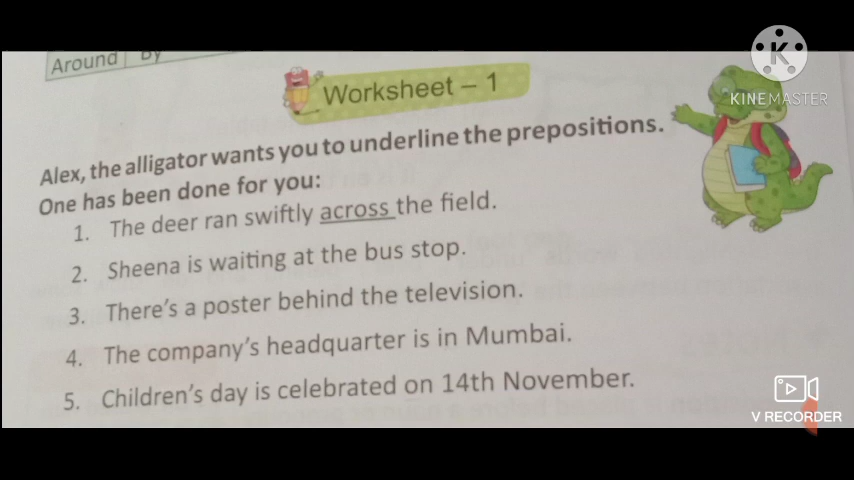 Around By
Worksheet – 1
KINEMASTER
Alex, the alligator wants you to underline the prepositions.
One has been done for you:
1. The deer ran swiftly across the field.
2. Sheena is waiting at the bus stop.
3. There's a poster behind the television.
4. The company's headquarter is in Mumbai.
5. Children's day is celebrated on 14th November.
V RECORDER